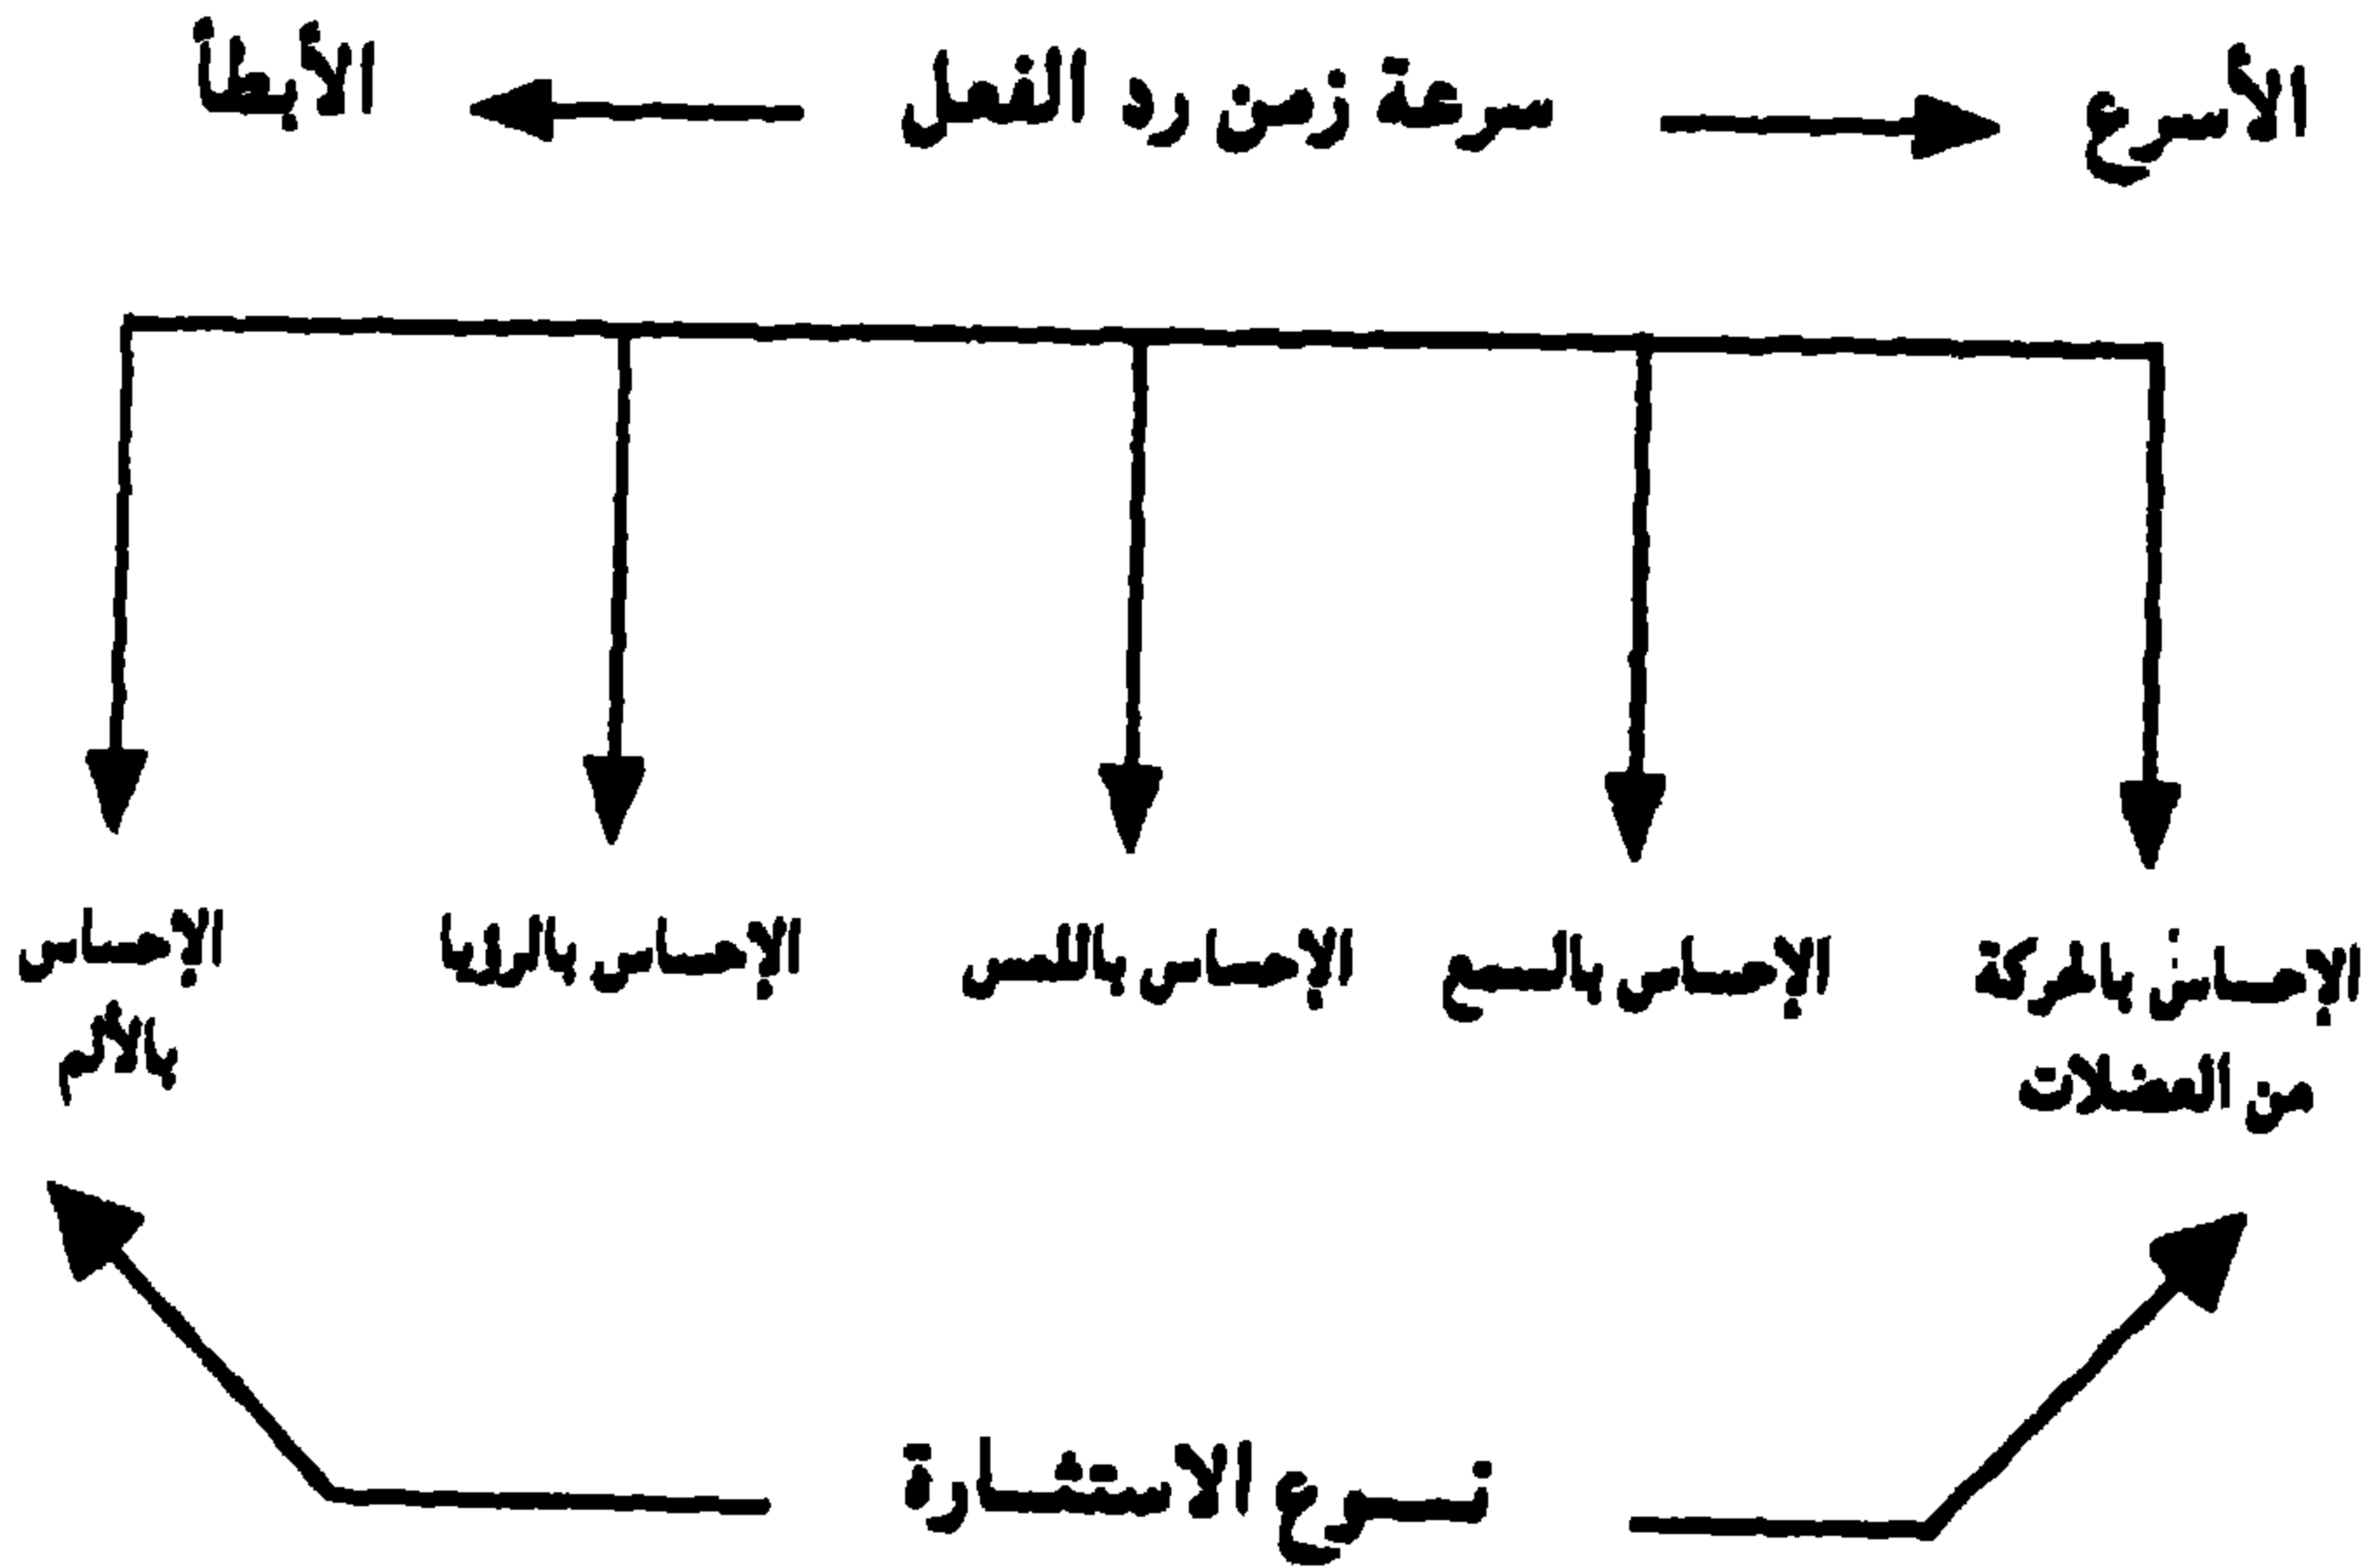 الأسرع سرعة زمن رد الفعل الأبطأ
الإحساس بالحركة
من العضلات
الإحساس بالسمع
الإحساس باللمس
الإحساس بالرؤيا
الإحساس
بالألم
نوع الاستثارة